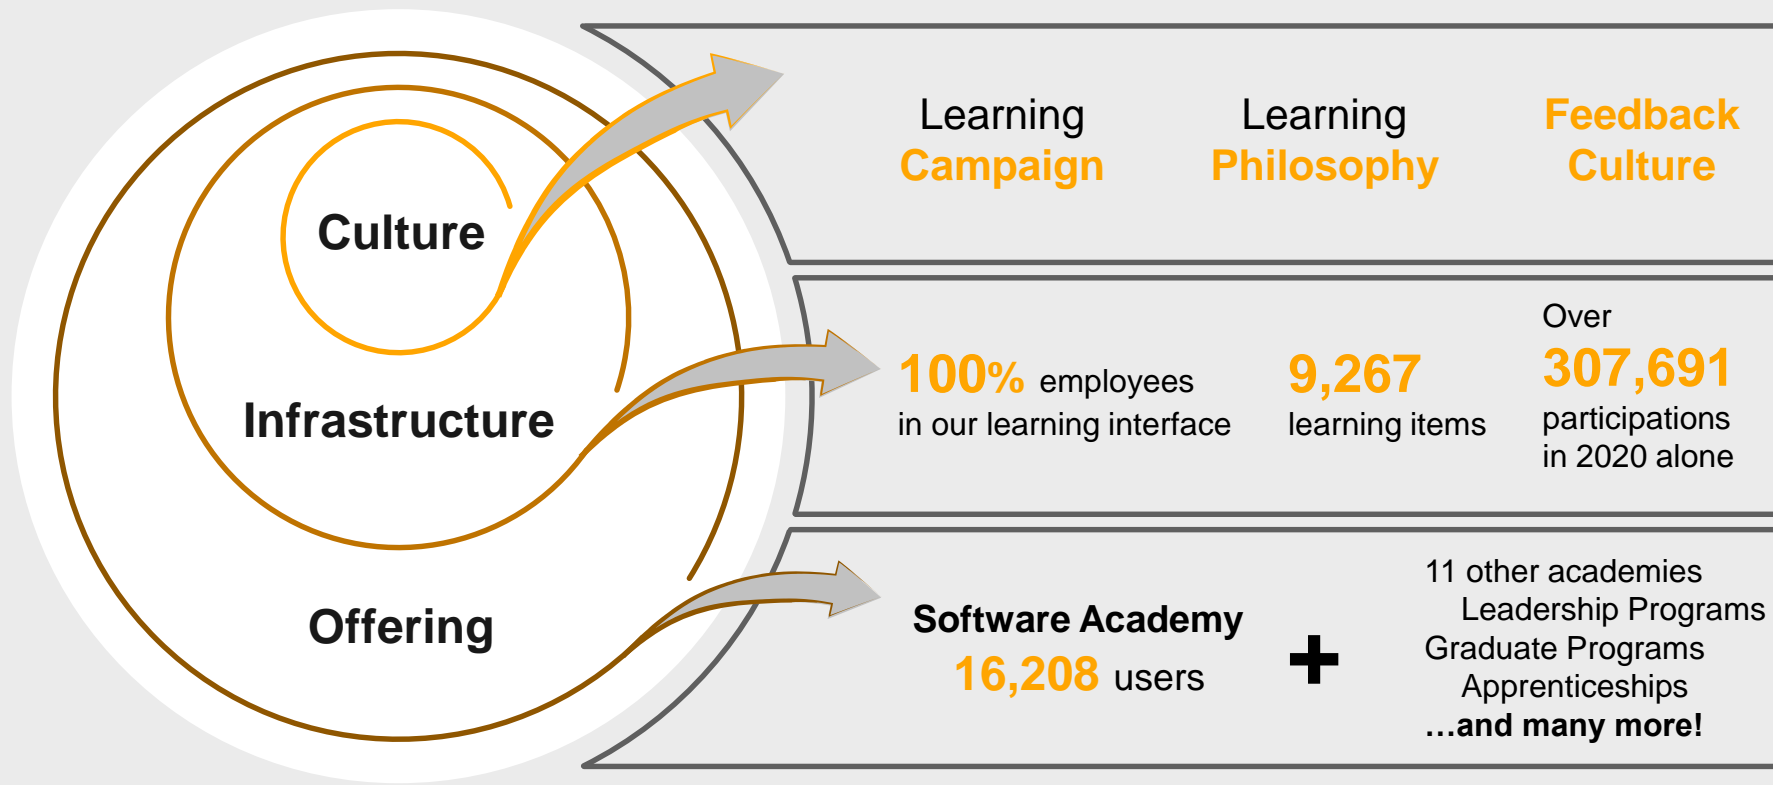 Culture
Infrastructure
Offering
Learning
Campaign
Learning
Philosophy
Feedback
Culture
100% employees
in our learning interface
9,267
learning items
Over
307,691
participations
in 2020 alone
Software Academy
16,208 users
+
11 other academies
Leadership Programs
Graduate Programs
Apprenticeships
…and many more!